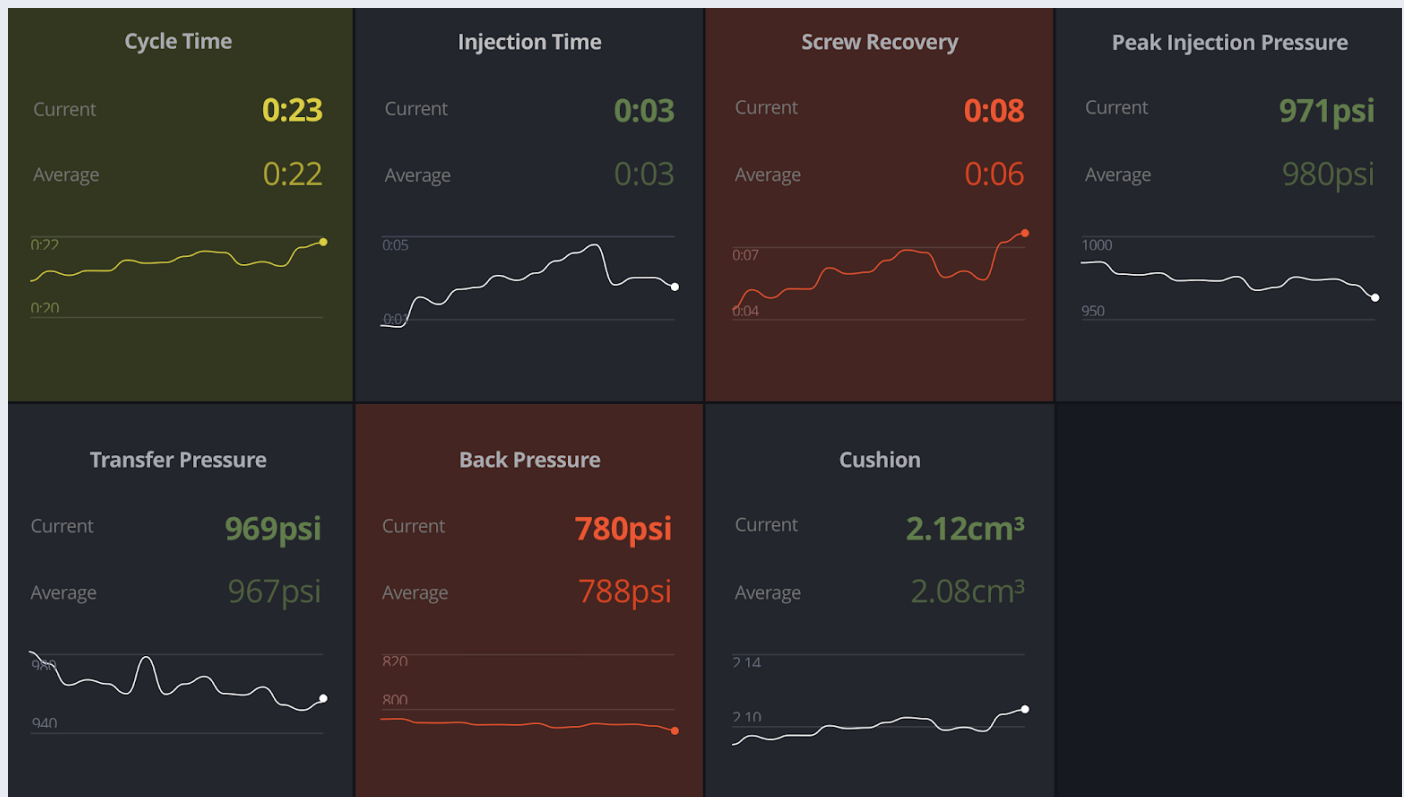 Cycle Time
Current 0:23
Average 0:22
0:22
0:20
Injection Time
Current 0:03
Average 0:03
0:05
0:01
Screw Recovery
Current 0:08
Average 0:06
0:07
0:04
Peak Injection Pressure
Current 971psi
Average 980psi
1000
950
Transfer Pressure
Current 969psi
Average 967psi
980
940
Back Pressure
Current 780psi
Average 788psi
820
800
Cushion
Current 2.12cm³
Average 2.08cm³
2.14
2.10